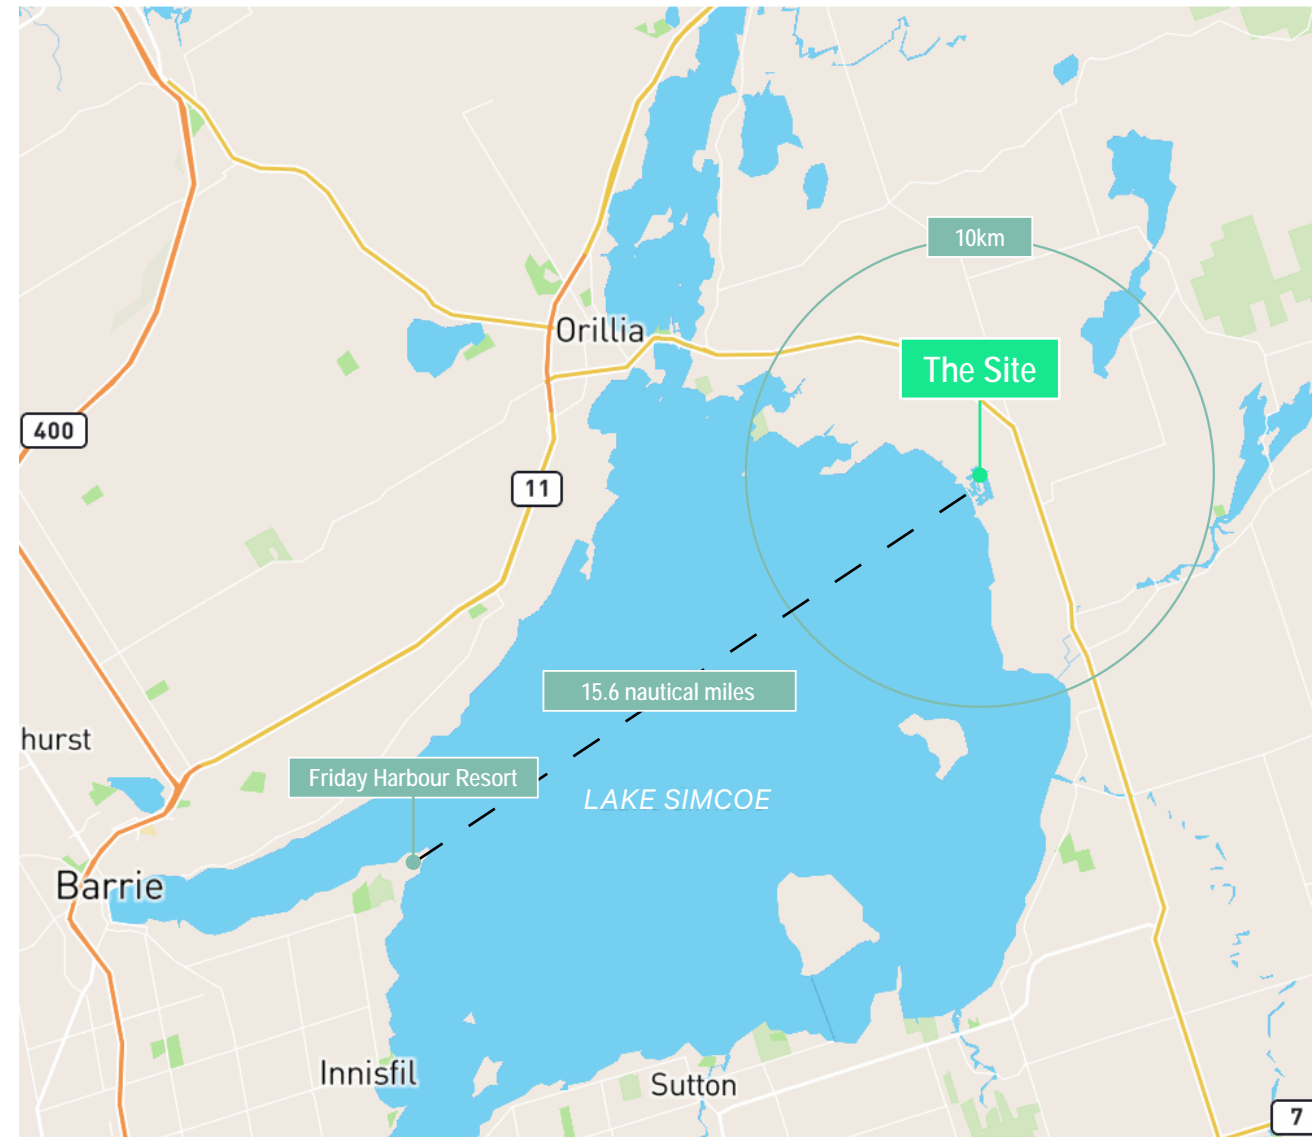 10km
Orillia
The Site
400
11
15.6 nautical miles
hurst
Friday Harbour Resort
LAKE SIMCOE
Barrie
Innisfil
Sutton
7